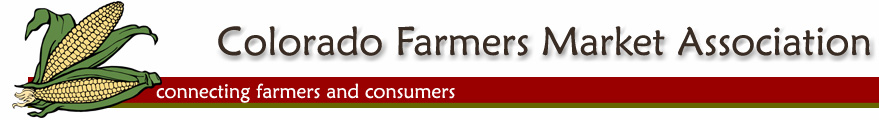 Colorado Farmers Market Association
connecting farmers and consumers